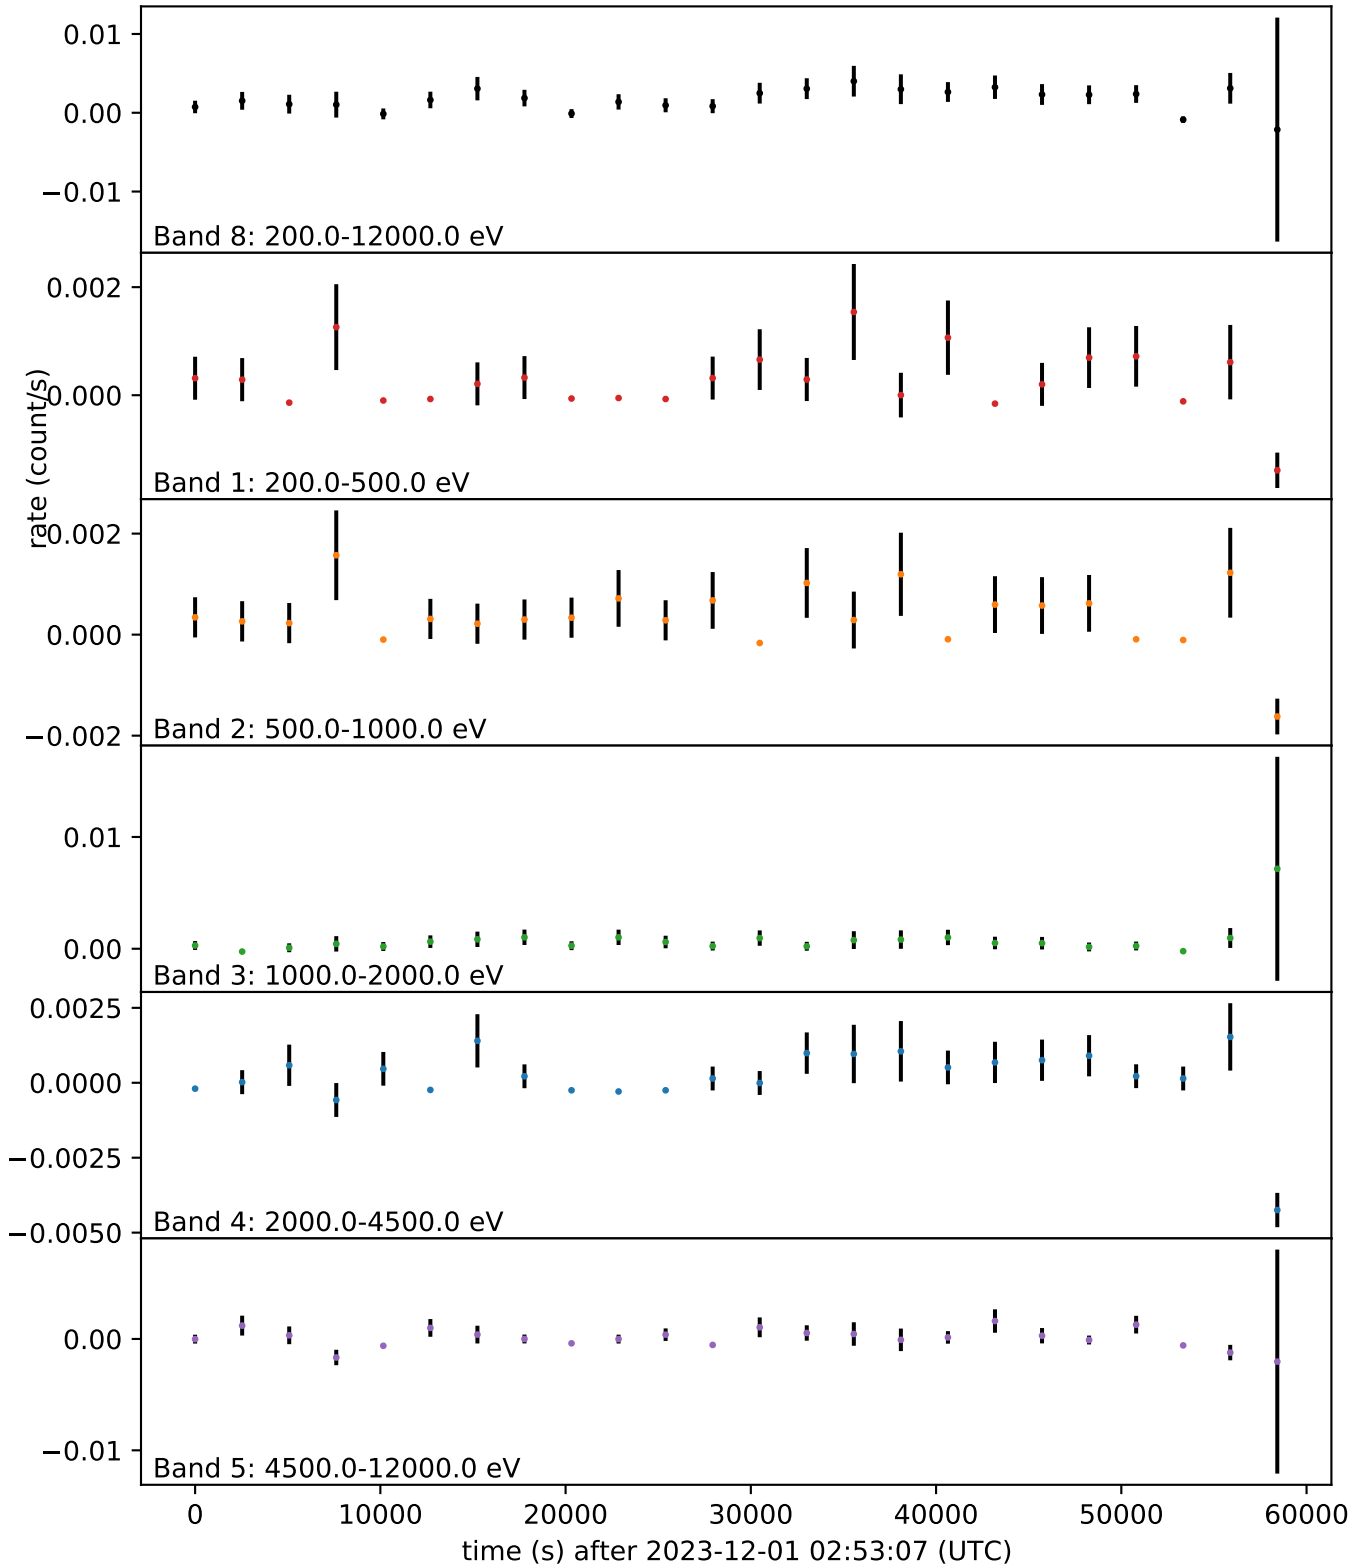 0.01
0.00
−0.01
Band 8: 200.0-12000.0 eV
0.002
0.000
Band 1: 200.0-500.0 eV
rate (count/s)
0.002
0.000
−0.002
Band 2: 500.0-1000.0 eV
0.01
0.00
Band 3: 1000.0-2000.0 eV
0.0025
0.0000
−0.0025
−0.0050
Band 4: 2000.0-4500.0 eV
0.00
−0.01
Band 5: 4500.0-12000.0 eV
0 10000 20000 30000 40000 50000 60000
time (s) after 2023-12-01 02:53:07 (UTC)